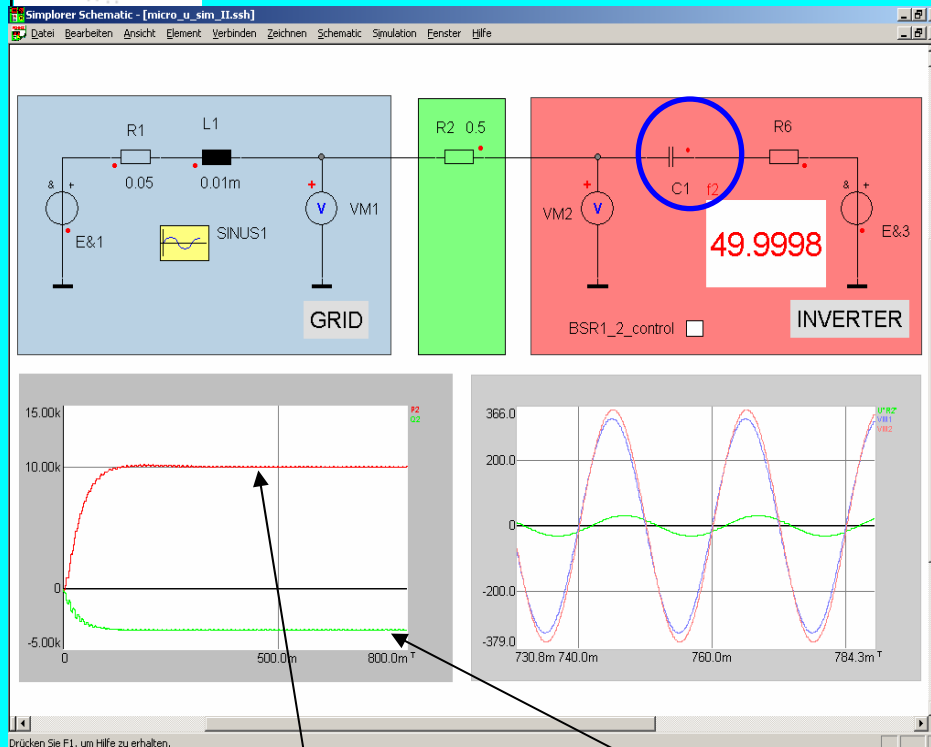 Simplorer Schematic - [micro_u_sim_II.ssh]
Datei Bearbeiten Ansicht Element Verbinden Zeichnen Schematic Simulation Fenster Hilfe
R1
0.05
L1
0.01m
& +
E&1
SINUS1
+
V
VM1
GRID
R2 0.5
+
V
VM2
C1
f2
49.9998
R6
& +
E&3
BSR1_2_control
INVERTER
15.00k
10.00k
0
-5.00k
0
500.0m
800.0m T
P2
Q2
366.0
200.0
0
-200.0
-379.0
730.8m 740.0m
760.0m
784.3m T
VM1
VM2
Drücken Sie F1, um Hilfe zu erhalten.